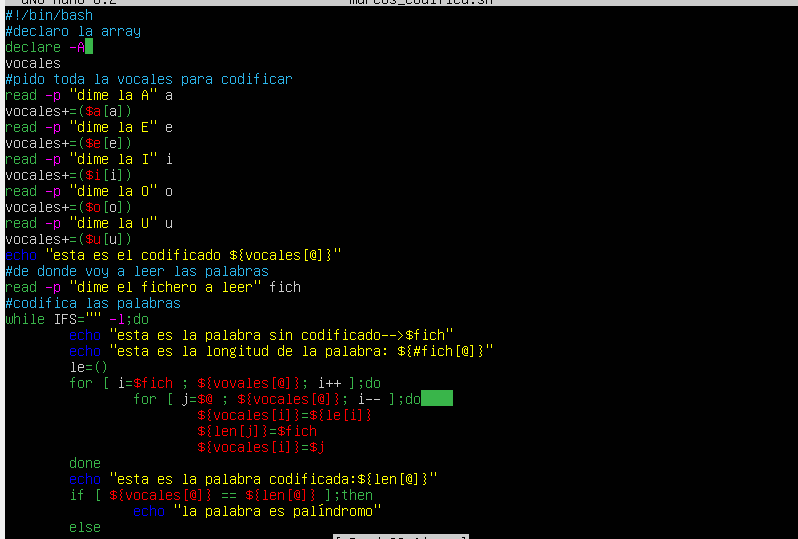 marcos_codifica.sh
#!/bin/bash
#declaro la array
declare -A
vocales
#pido toda la vocales para codificar
read -p "dime la A" a
vocales+=($a[a])
read -p "dime la E" e
vocales+=($e[e])
read -p "dime la I" i
vocales+=($i[i])
read -p "dime la O" o
vocales+=($o[o])
read -p "dime la U" u
vocales+=($u[u])
echo "esta es el codificado ${vocales[@]}"
#de donde voy a leer las palabras
read -p "dime el fichero a leer" fich
#codifica las palabras
while IFS="" -l;do
echo "esta es la palabra sin codificado-->$fich"
echo "esta es la longitud de la palabra: ${#fich[@]}"
le=()
for [ i=$fich ; ${vovales[@]}; i++ ];do
for [ j=$@ ; ${vocales[@]}; i-- ];do
${vocales[i]}=${le[i]}
${len[j]}=$fich
${vocales[i]}=$j
done
echo "esta es la palabra codificada:${len[@]}"
if [ ${vocales[@]} == ${len[@]} ];then
echo "la palabra es palíndromo"
else